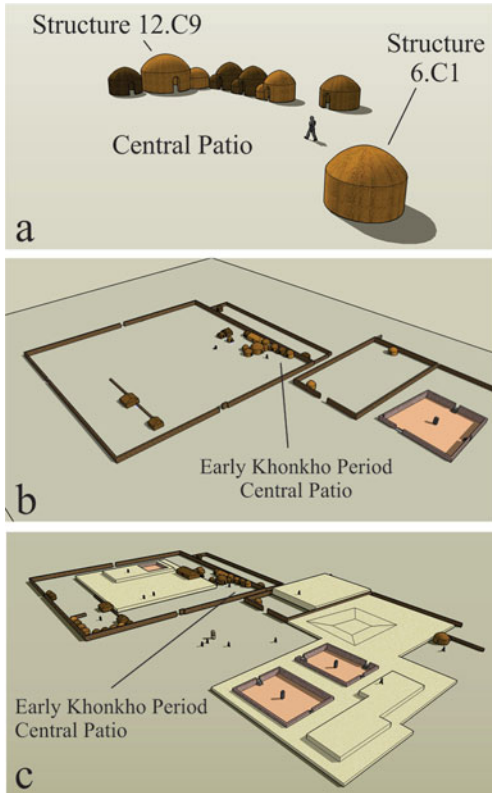 Structure 12.C9
Structure
6.C1
Central Patio
a
Early Khonkho Period
Central Patio
b
Early Khonkho Period
Central Patio
c